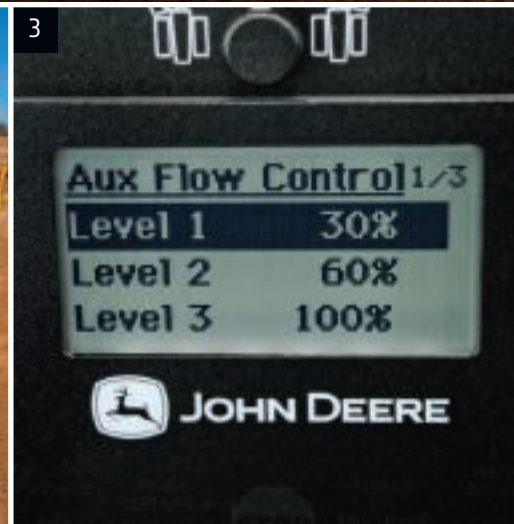 3
Aux Flow Control 1/3
Level 1 30%
Level 2 60%
Level 3 100%
JOHN DEERE